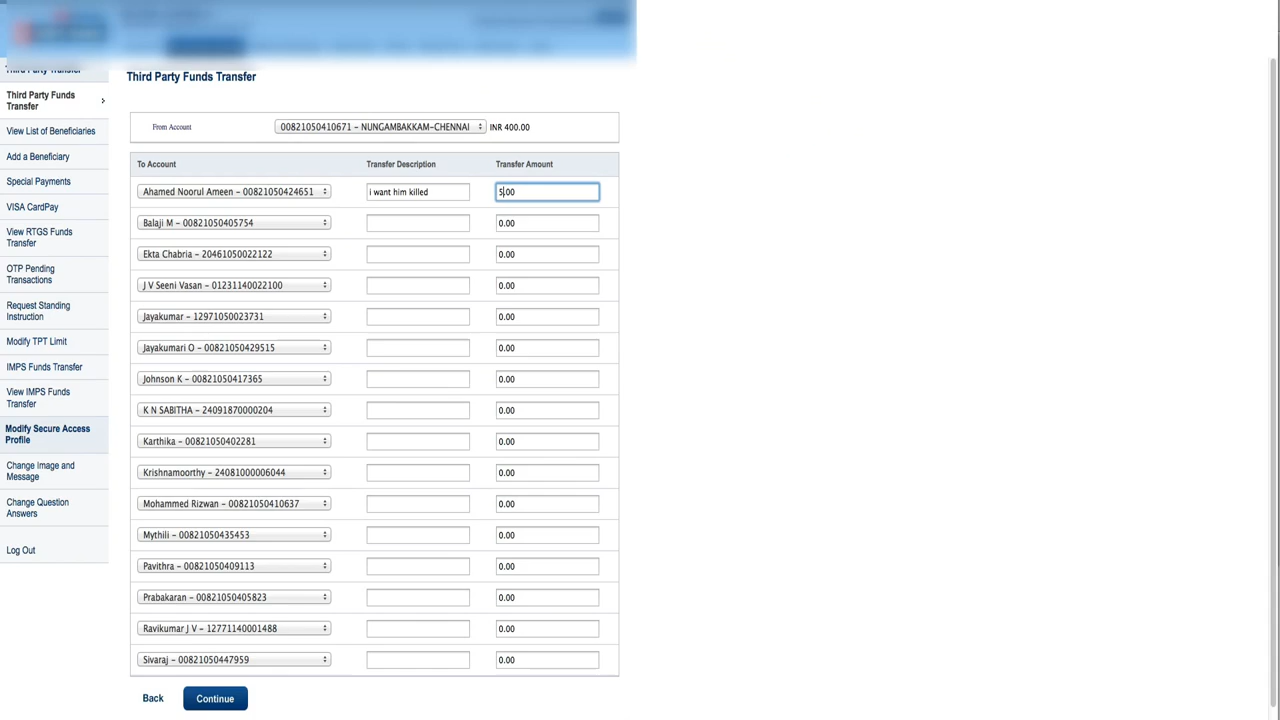 Third Party Transfer
Third Party Funds Transfer
Third Party Funds
Transfer
View List of Beneficiaries
Add a Beneficiary
Special Payments
VISA CardPay
View RTGS Funds
Transfer
OTP Pending
Transactions
Request Standing
Instruction
Modify TPT Limit
IMPS Funds Transfer
View IMPS Funds
Transfer
Modify Secure Access
Profile
Change Image and
Message
Change Question
Answers
Log Out
From Account 00821050410671 - NUNGAMBAKKAM-CHENNAI INR 400.00
To Account Transfer Description Transfer Amount
Ahamed Noorul Ameen - 00821050424651 i want him killed 5.00
Balaji M - 00821050405754 0.00
Ekta Chabria - 20461050022122 0.00
J V Seeni Vasan - 01231140022100 0.00
Jayakumar - 12971050023731 0.00
Jayakumari O - 00821050429515 0.00
Johnson K - 00821050417365 0.00
K N SABITHA - 24091870000204 0.00
Karthika - 00821050402281 0.00
Krishnamoorthy - 24081000006044 0.00
Mohammed Rizwan - 00821050410637 0.00
Mythili - 00821050435453 0.00
Pavithra - 00821050409113 0.00
Prabakaran - 00821050405823 0.00
Ravikumar J V - 12771140001488 0.00
Sivaraj - 00821050447959 0.00
Back Continue